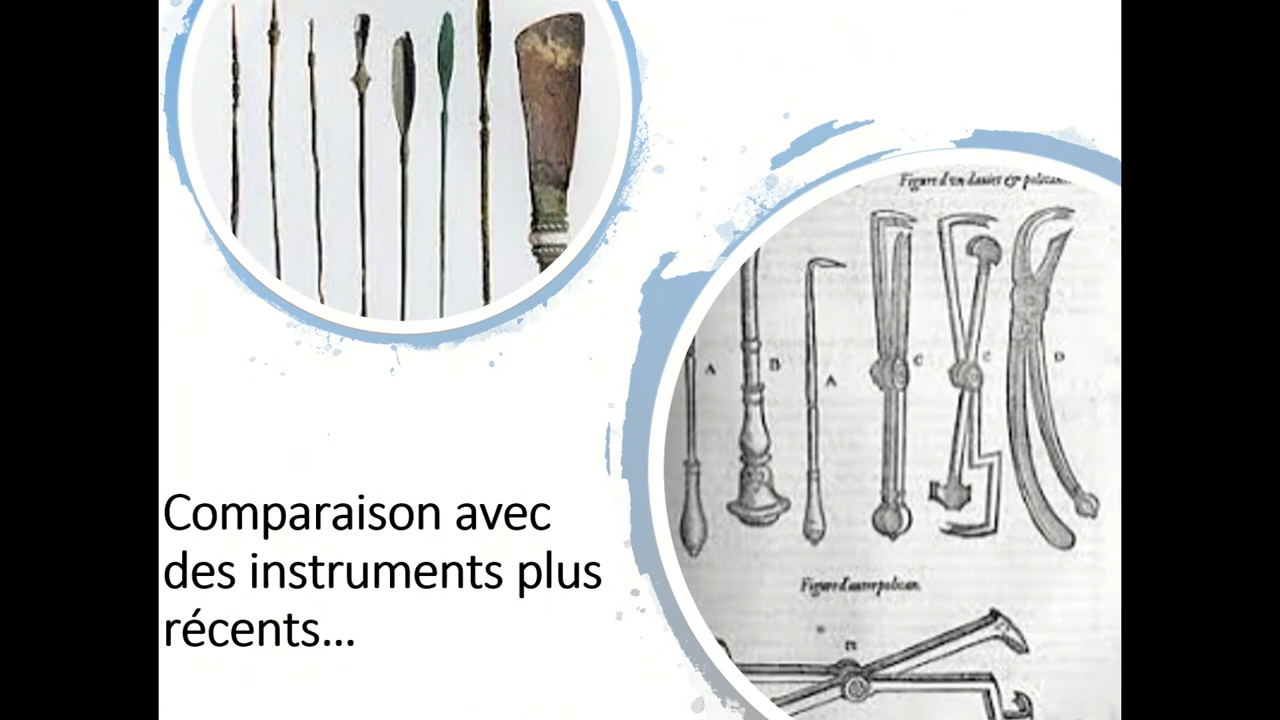 Figure d'un dauiet & polican
A
B
A
C
C
D
Figure d'autre polican.
D
Comparaison avec
des instruments plus
récents...